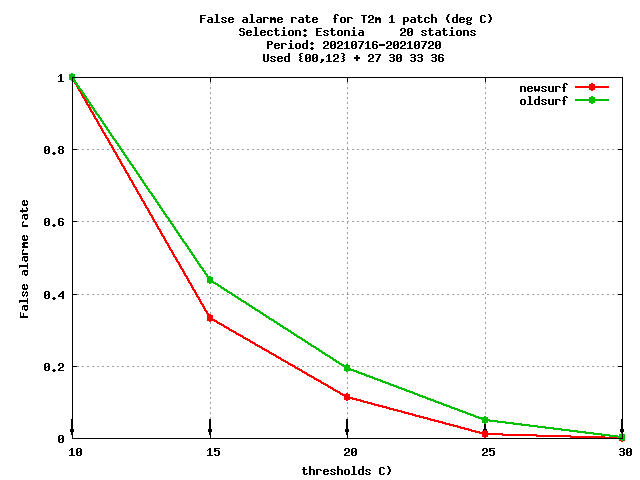 False alarme rate  for T2m 1 patch (deg C)
Selection: Estonia     20 stations
Period: 20210716-20210720
Used {00,12} + 27 30 33 36
newsurf
oldsurf
1
0.8
0.6
0.4
0.2
0
False alarme rate
10 15 20 25 30
thresholds C)